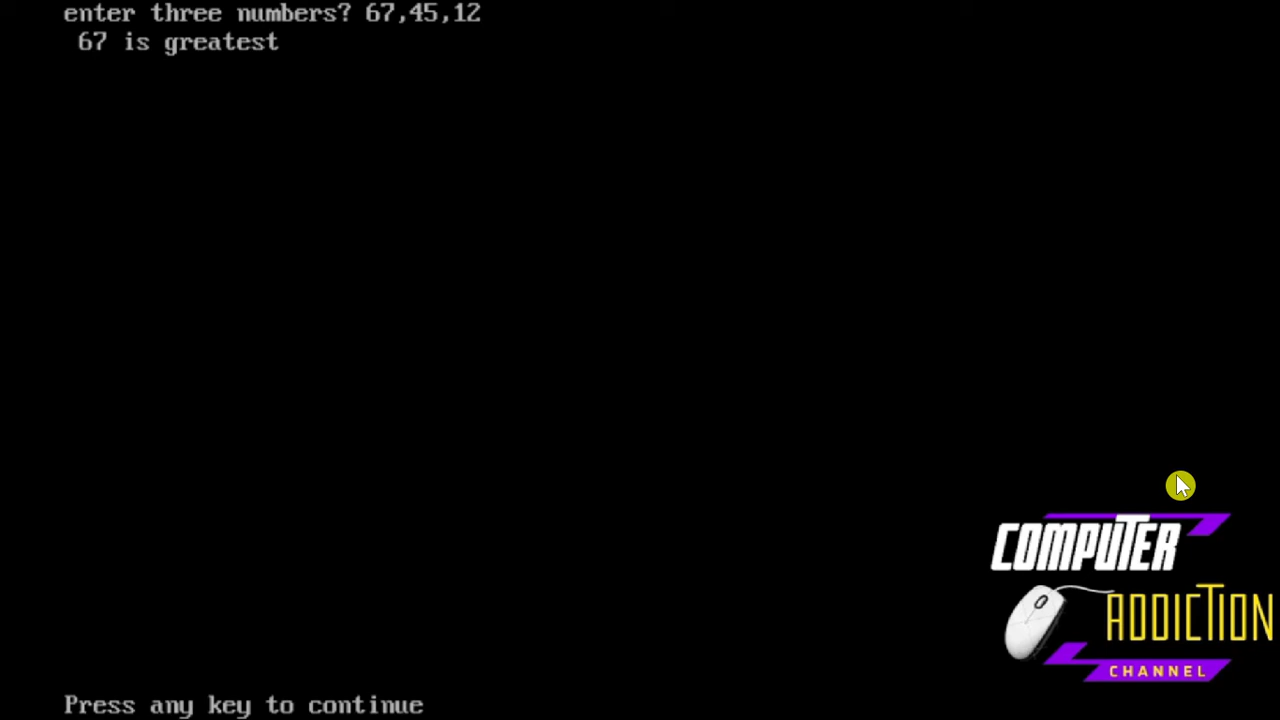 enter three numbers? 67,45,12
67 is greatest
COMPUTER
ADDICTION
CHANNEL
Press any key to continue